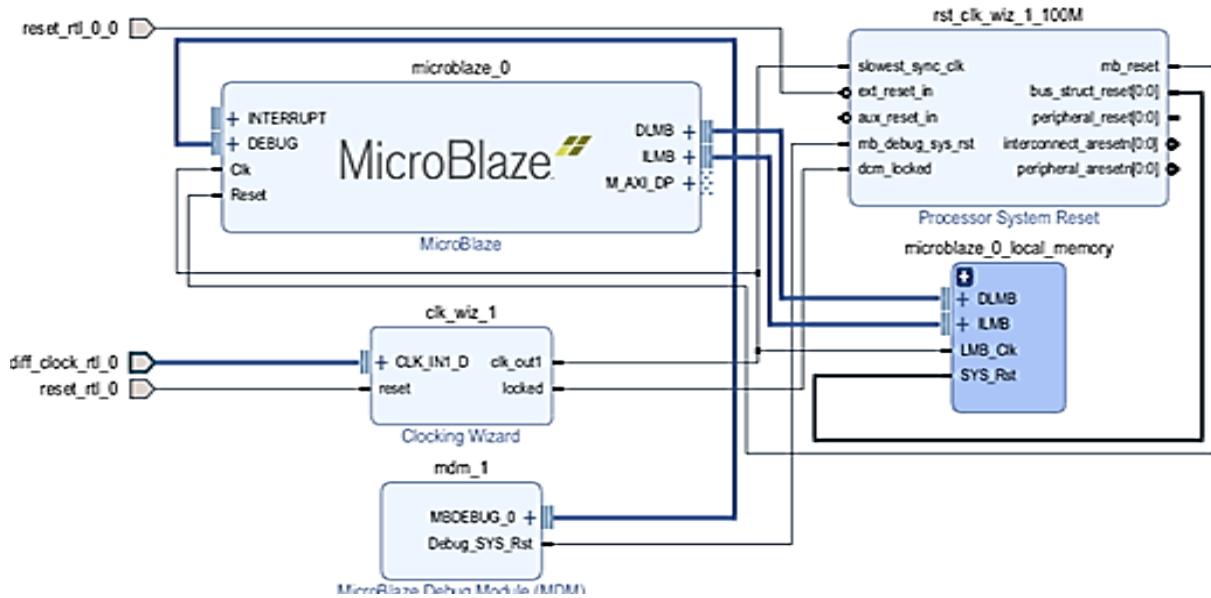 reset_rtl_0_0
microblaze_0
INTERRUPT
DEBUG
Clk
Reset
MicroBlaze
DLMB
ILMB
M_AXI_DP
MicroBlaze
rst_clk_wiz_1_100M
slowest_sync_clk
ext_reset_in
aux_reset_in
mb_debug_sys_rst
dcm_locked
mb_reset
bus_struct_reset[0:0]
peripheral_reset[0:0]
interconnect_aresetn[0:0]
peripheral_aresetn[0:0]
Processor System Reset
microblaze_0_local_memory
DLMB
ILMB
LMB_Clk
SYS_Rst
diff_clock_rtl_0
reset_rtl_0
clk_wiz_1
CLK_IN1_D
reset
clk_out1
locked
Clocking Wizard
mdm_1
MBDEBUG_0
Debug_SYS_Rst
MicroBlaze Debug Module (MDM)